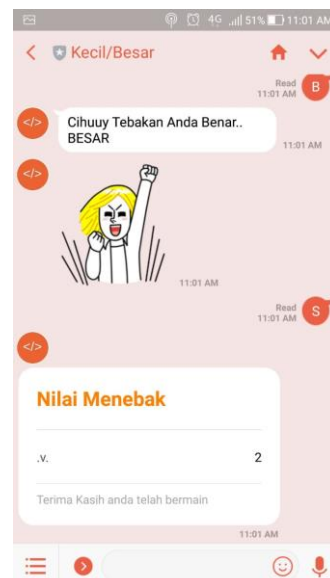 4G 51% 11:01 AM
Kecil/Besar
Read
11:01 AM
B
</>
Cihuuy Tebakan Anda Benar..
BESAR
11:01 AM
</>
11:01 AM
Read
11:01 AM
S
</>
Nilai Menebak
.v. 2
Terima Kasih anda telah bermain
11:01 AM